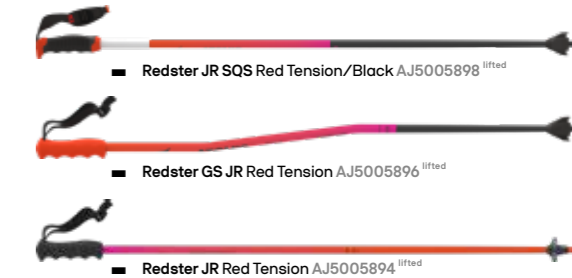 Redster JR SQS Red Tension/Black AJ5005898 lifted
Redster GS JR Red Tension AJ5005896 lifted
Redster JR Red Tension AJ5005894 lifted